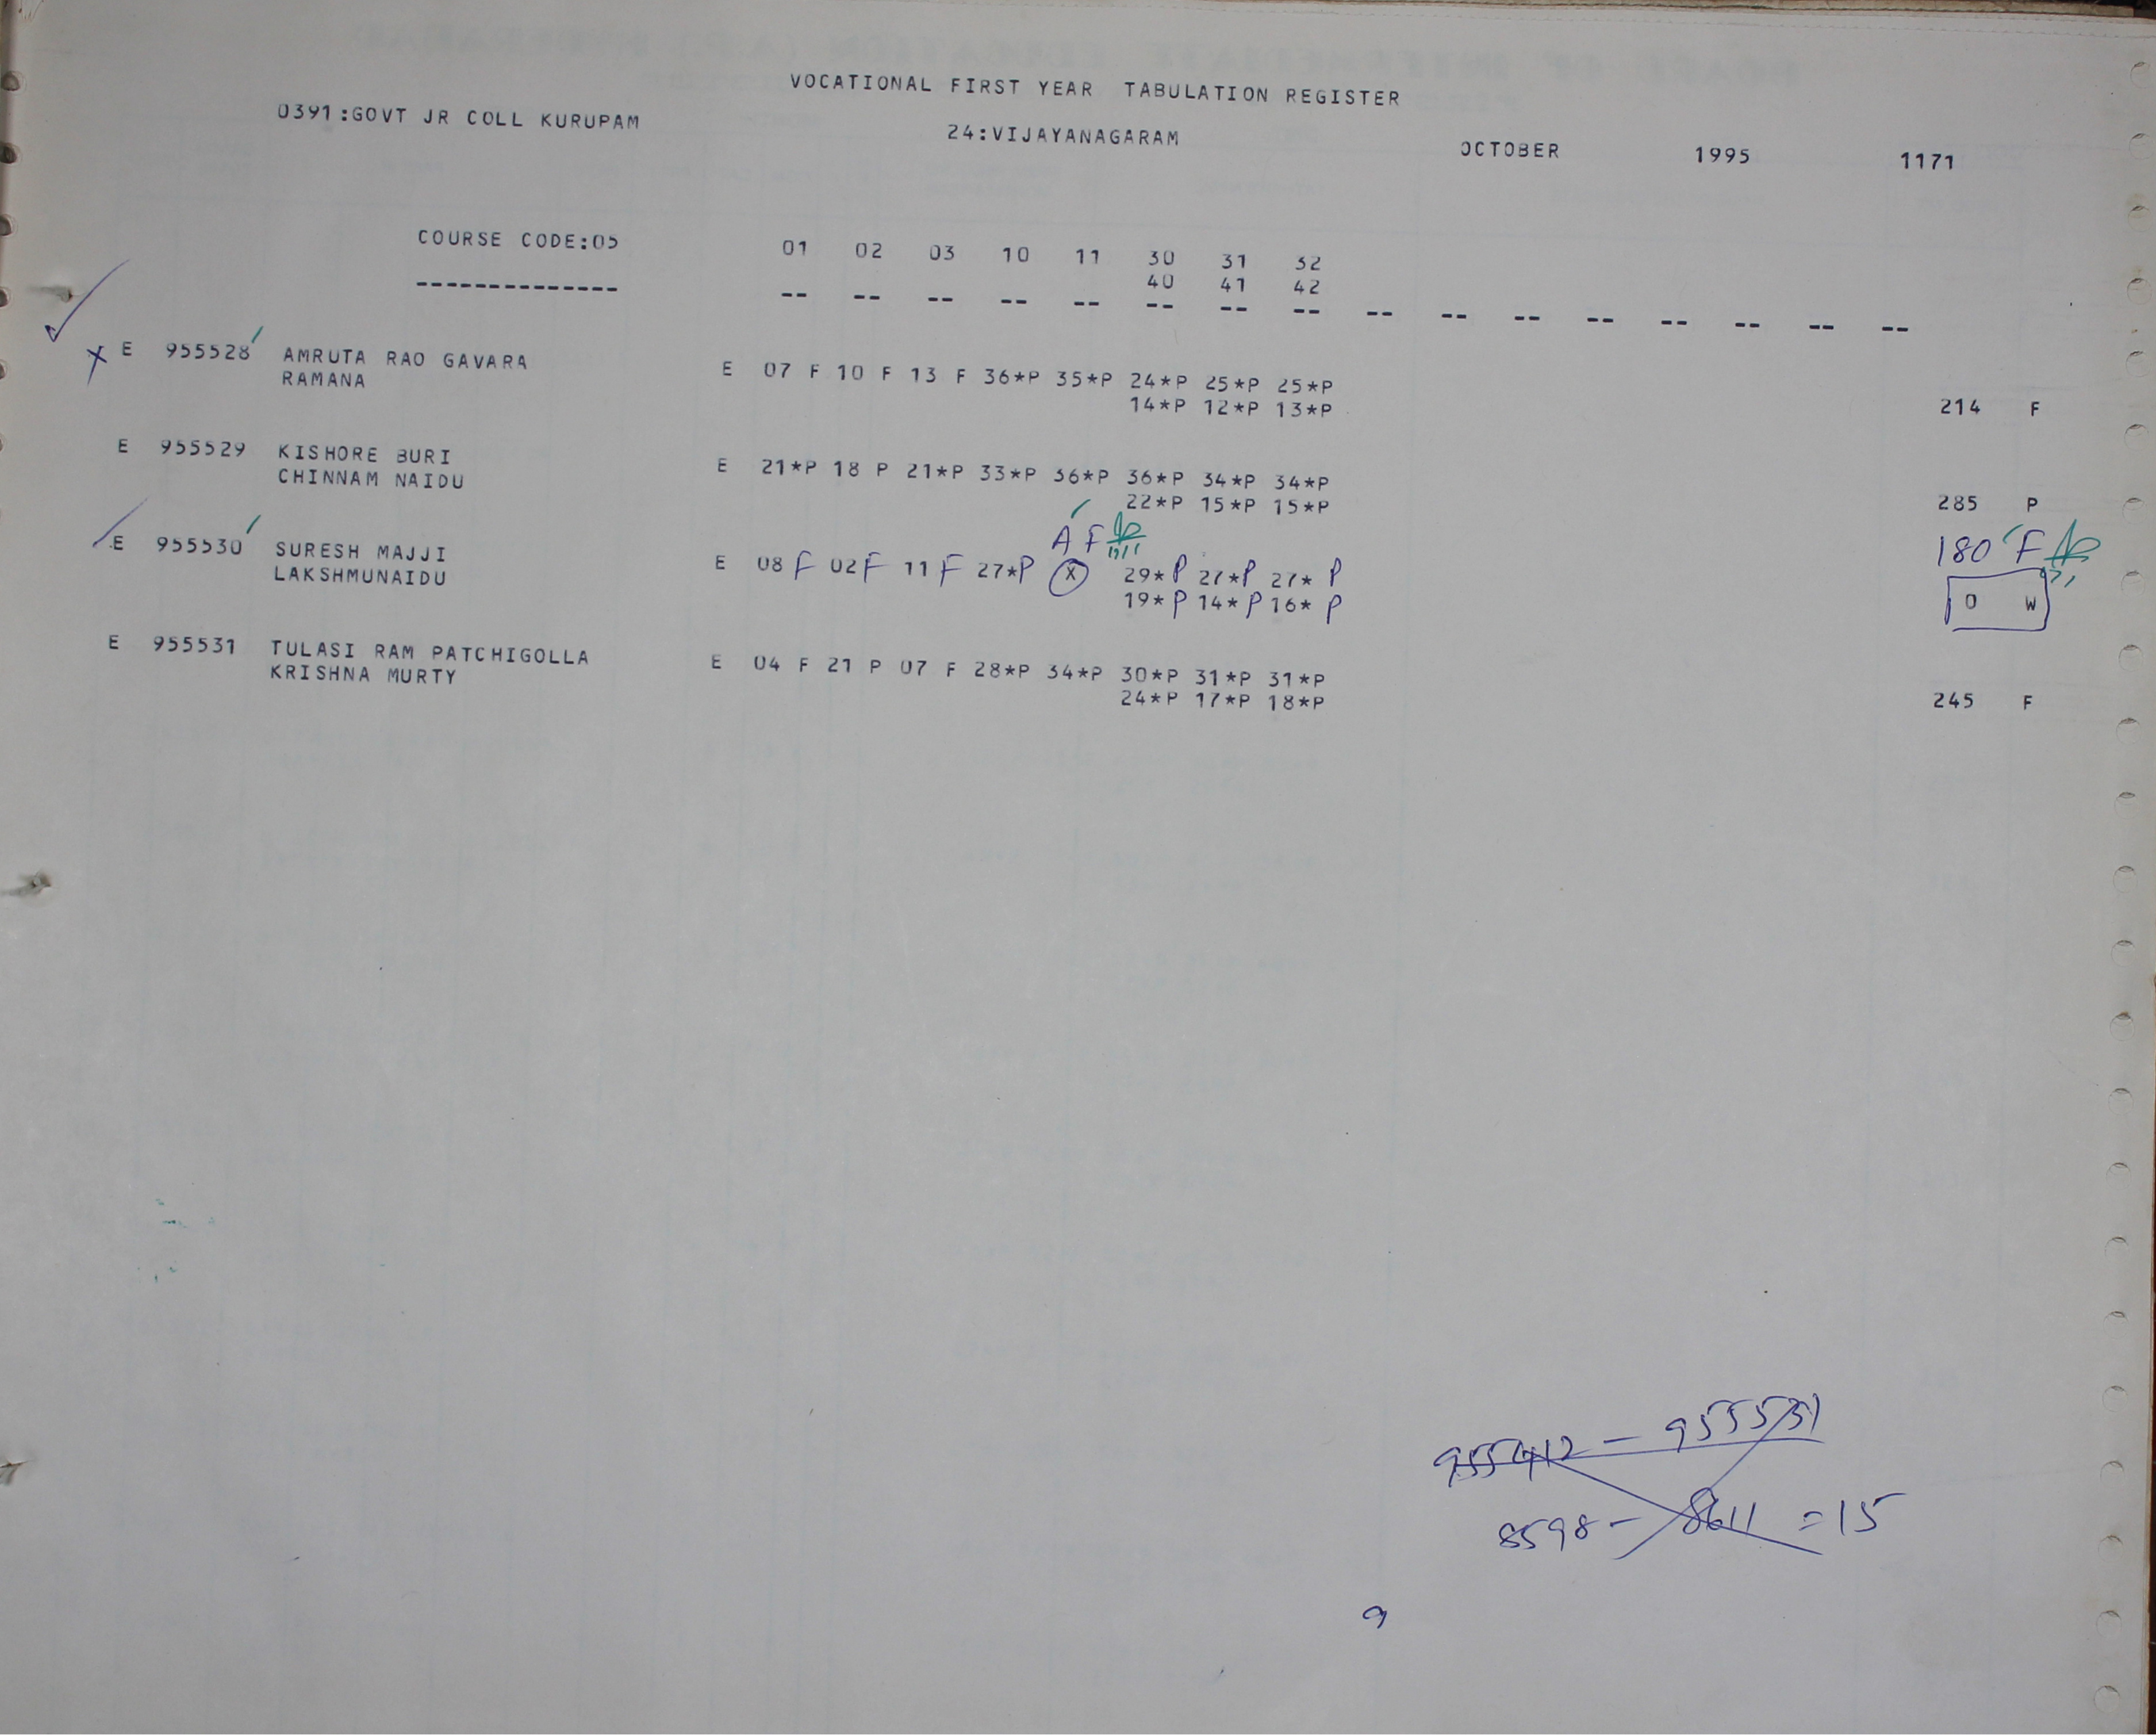 VOCATIONAL FIRST YEAR TABULATION REGISTER
0391:GOVT JR COLL KURUPAM 24:VIJAYANAGARAM OCTOBER 1995 1171
COURSE CODE:05 01 02 03 10 11 30 31 32
40 41 42
-------------- -- -- -- -- -- -- -- -- -- -- -- -- -- -- -- --
X E 955528 AMRUTA RAO GAVARA E 07 F 10 F 13 F 36*P 35*P 24*P 25*P 25*P
RAMANA 14*P 12*P 13*P 214 F
E 955529 KISHORE BURI E 21*P 18 P 21*P 33*P 36*P 36*P 34*P 34*P
CHINNAM NAIDU 22*P 15*P 15*P 285 P
A F 180 F
E 955530 SURESH MAJJI E 08 F 02 F 11 F 27*P X 29*P 27*P 27*P
LAKSHMUNAIDU 19*P 14*P 16*P 0 W
E 955531 TULASI RAM PATCHIGOLLA E 04 F 21 P 07 F 28*P 34*P 30*P 31*P 31*P
KRISHNA MURTY 24*P 17*P 18*P 245 F
955412 - 955531
8598 - 8611 = 15
9